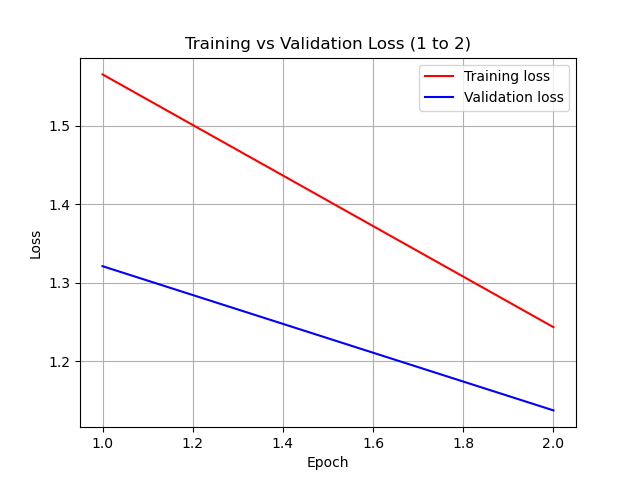 Training vs Validation Loss (1 to 2)
Training loss
Validation loss
1.5
1.4
1.3
1.2
Loss
1.0 1.2 1.4 1.6 1.8 2.0
Epoch